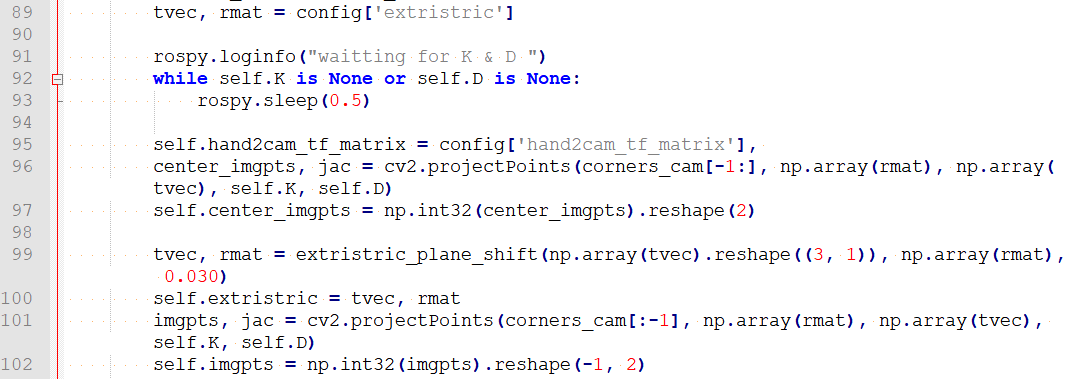 89 tvec, rmat = config['extristric']
90
91 rospy.loginfo("waitting for K & D ")
92 while self.K is None or self.D is None:
93 rospy.sleep(0.5)
94
95 self.hand2cam_tf_matrix = config['hand2cam_tf_matrix'],
96 center_imgpts, jac = cv2.projectPoints(corners_cam[-1:], np.array(rmat), np.array(
tvec), self.K, self.D)
97 self.center_imgpts = np.int32(center_imgpts).reshape(2)
98
99 tvec, rmat = extristric_plane_shift(np.array(tvec).reshape((3, 1)), np.array(rmat),
0.030)
100 self.extristric = tvec, rmat
101 imgpts, jac = cv2.projectPoints(corners_cam[:-1], np.array(rmat), np.array(tvec),
self.K, self.D)
102 self.imgpts = np.int32(imgpts).reshape(-1, 2)